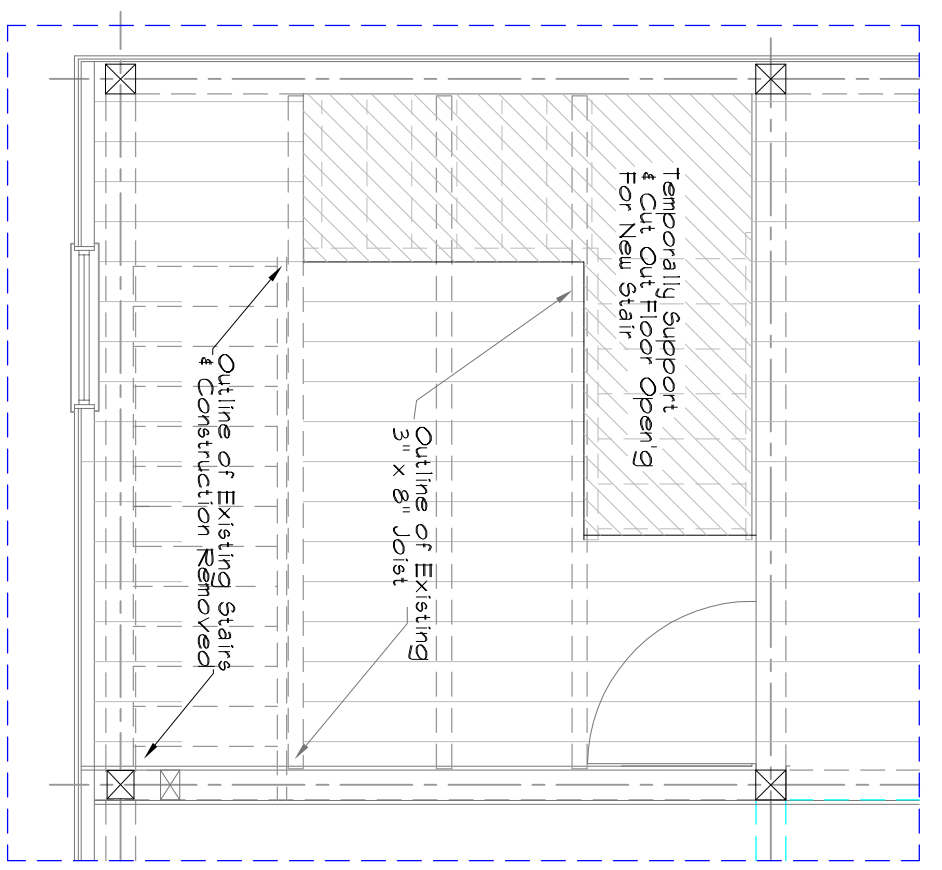 Temporally Support
& Cut Out Floor Open'g
For New Stair
Outline of Existing
3" x 8" Joist
Outline of Existing Stairs
& Construction Removed